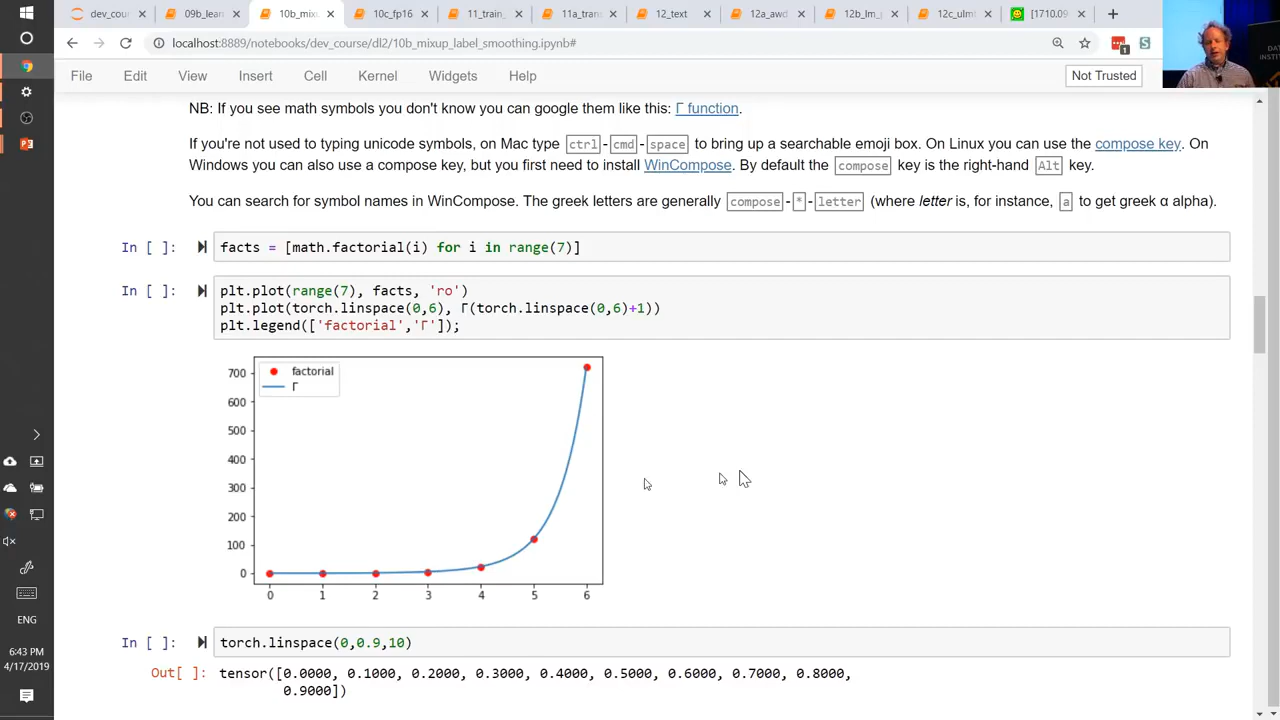 dev_cou
09b_learn
10b_mixu
10c_fp16
11_train_
11a_trans
12_text
12a_awd_
12b_lm_j
12c_ulmf
[1710.09
localhost:8889/notebooks/dev_course/dl2/10b_mixup_label_smoothing.ipynb#
1
File Edit View Insert Cell Kernel Widgets Help
Not Trusted
NB: If you see math symbols you don't know you can google them like this: Γ function.
If you're not used to typing unicode symbols, on Mac type ctrl-cmd-space to bring up a searchable emoji box. On Linux you can use the compose key. On
Windows you can also use a compose key, but you first need to install WinCompose. By default the compose key is the right-hand Alt key.
You can search for symbol names in WinCompose. The greek letters are generally compose-*-letter (where letter is, for instance, a to get greek α alpha).
In [ ]: facts = [math.factorial(i) for i in range(7)]
In [ ]: plt.plot(range(7), facts, 'ro')
plt.plot(torch.linspace(0,6), Γ(torch.linspace(0,6)+1))
plt.legend(['factorial','Γ']);
factorial
Γ
700
600
500
400
300
200
100
0
0 1 2 3 4 5 6
In [ ]: torch.linspace(0,0.9,10)
Out[ ]: tensor([0.0000, 0.1000, 0.2000, 0.3000, 0.4000, 0.5000, 0.6000, 0.7000, 0.8000,
0.9000])
ENG
6:43 PM
4/17/2019